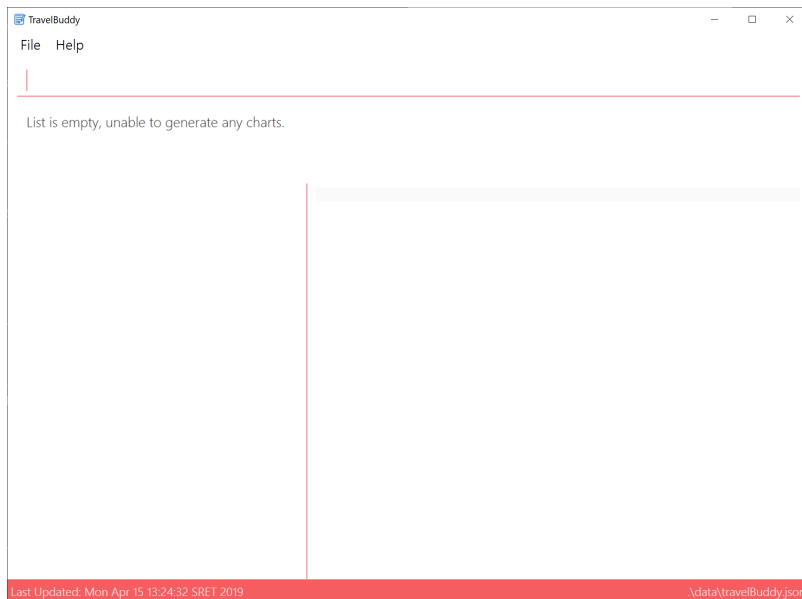 TravelBuddy
File Help
List is empty, unable to generate any charts.
Last Updated: Mon Apr 15 13:24:32 SRET 2019
.\data\travelBuddy.json